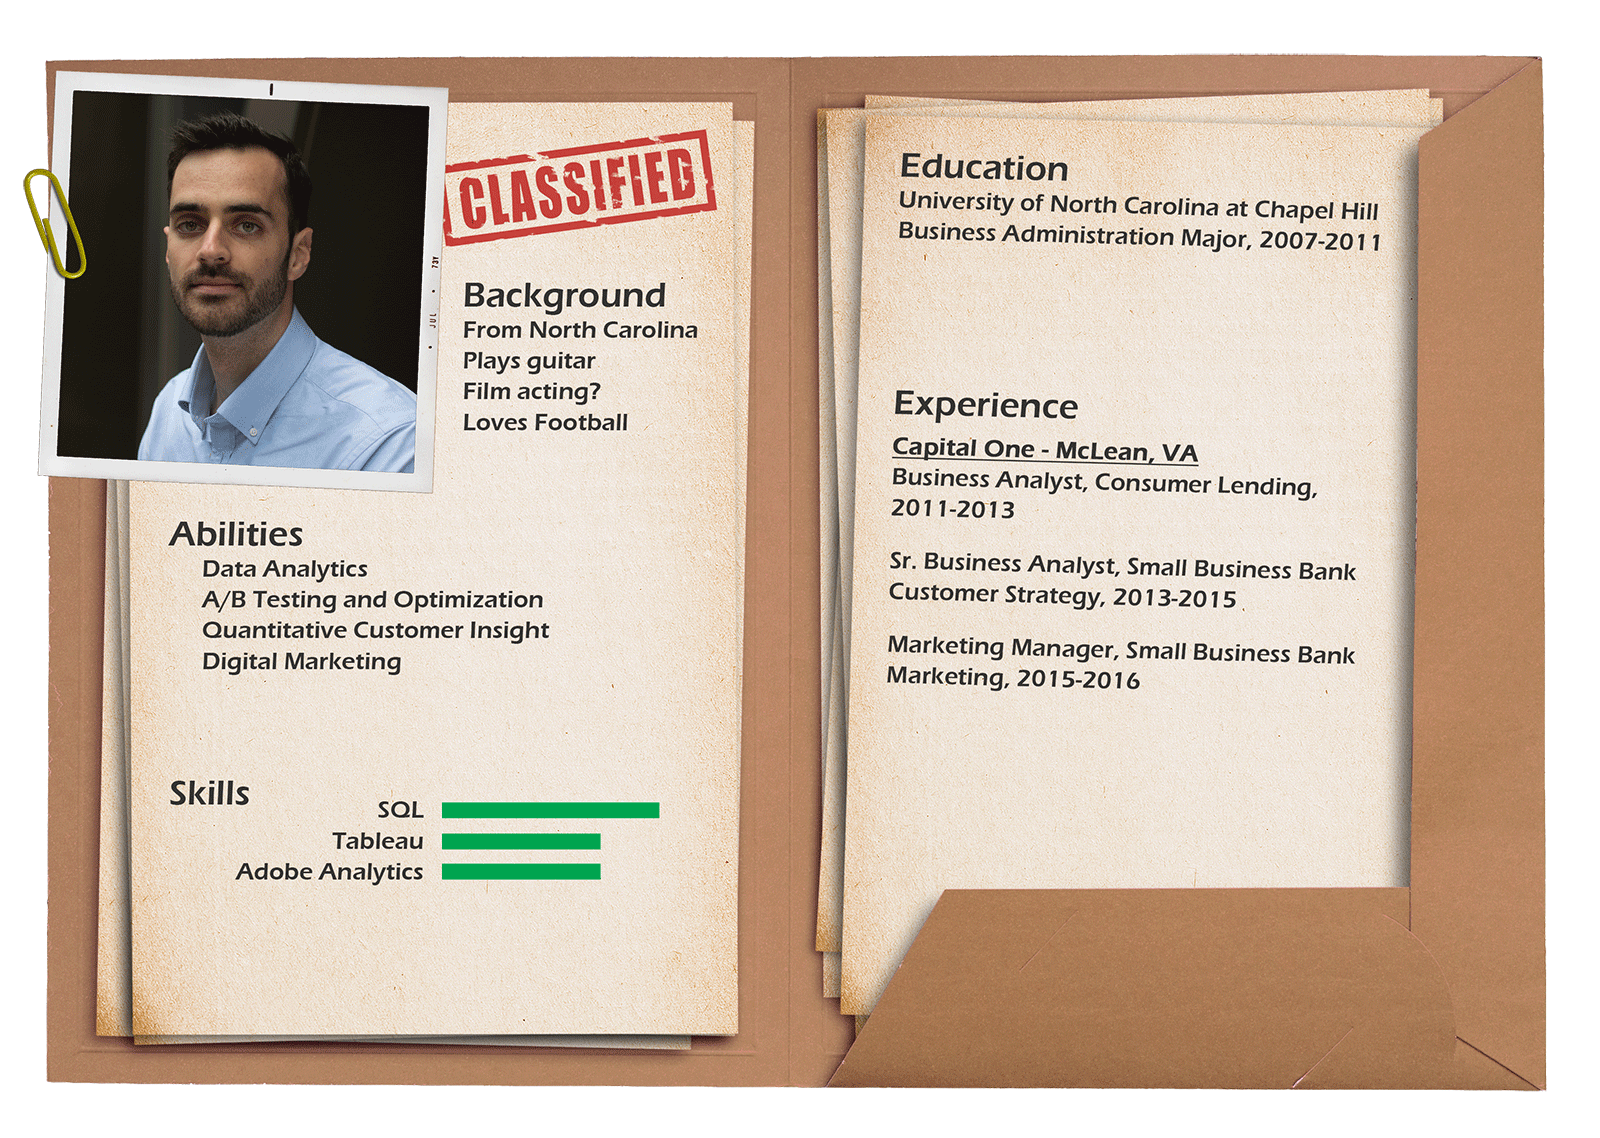 CLASSIFIED
JUL • 73Y
Background
From North Carolina
Plays guitar
Film acting?
Loves Football
Abilities
Data Analytics
A/B Testing and Optimization
Quantitative Customer Insight
Digital Marketing
Skills
SQL
Tableau
Adobe Analytics
Education
University of North Carolina at Chapel Hill
Business Administration Major, 2007-2011
Experience
Capital One - McLean, VA
Business Analyst, Consumer Lending,
2011-2013
Sr. Business Analyst, Small Business Bank
Customer Strategy, 2013-2015
Marketing Manager, Small Business Bank
Marketing, 2015-2016